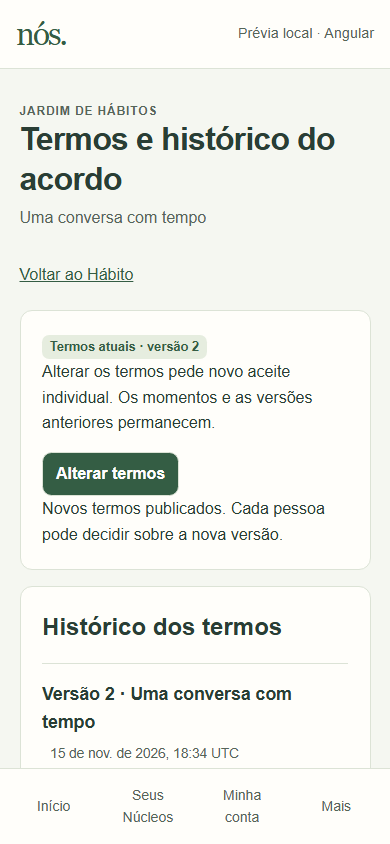 nós.
Prévia local · Angular
JARDIM DE HÁBITOS
Termos e histórico do
acordo
Uma conversa com tempo
Voltar ao Hábito
Termos atuais · versão 2
Alterar os termos pede novo aceite
individual. Os momentos e as versões
anteriores permanecem.
Alterar termos
Novos termos publicados. Cada pessoa
pode decidir sobre a nova versão.
Histórico dos termos
Versão 2 · Uma conversa com
tempo
15 de nov. de 2026, 18:34 UTC
Início
Seus
Núcleos
Minha
conta
Mais